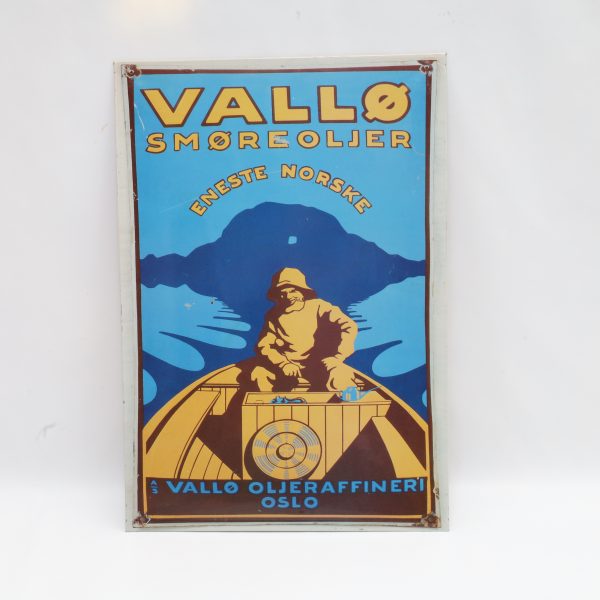 VALLØ
SMØREOLJER
ENESTE NORSKE
A/S VALLØ OLJERAFFINERI
OSLO